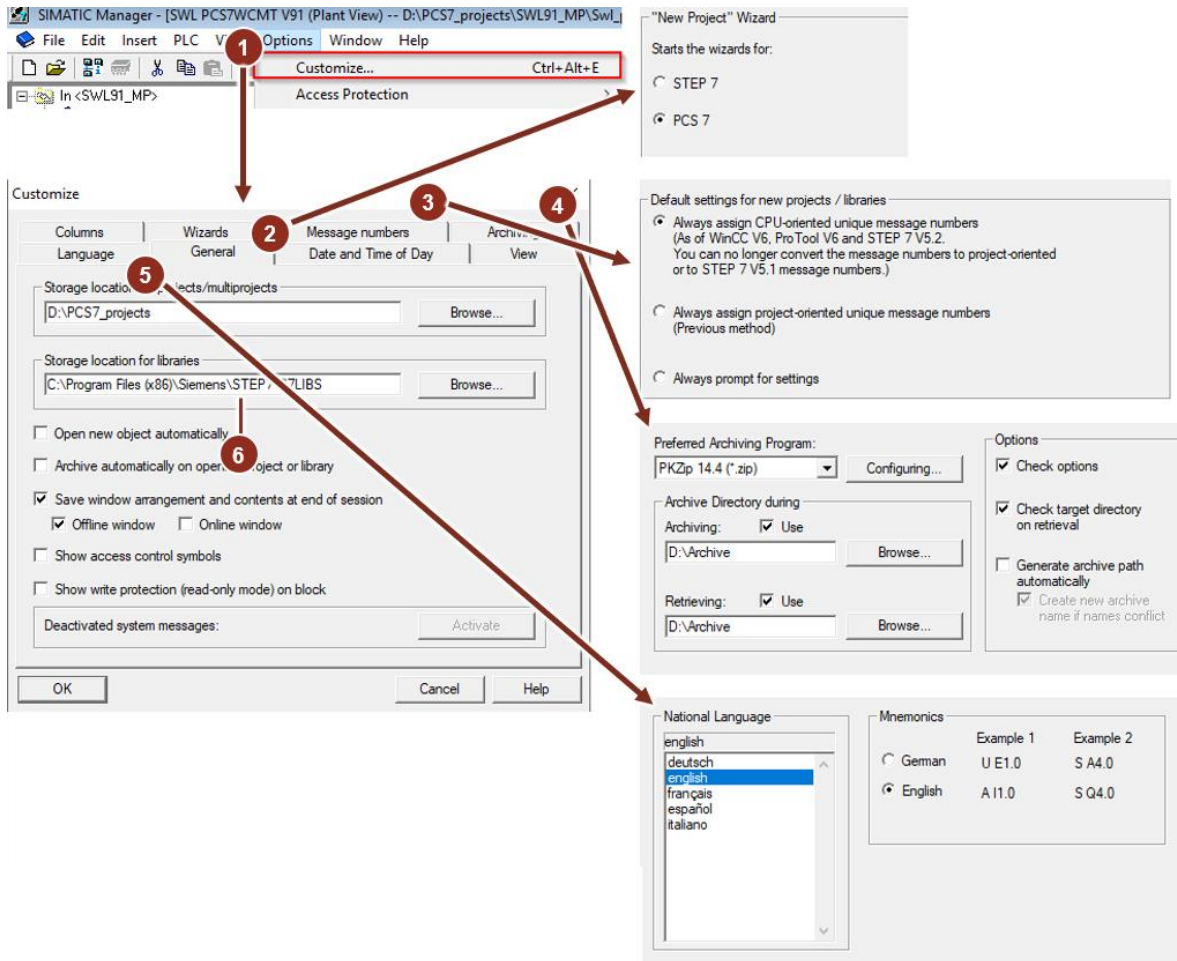 SIMATIC Manager - [SWL PCS7WCMT V91 (Plant View) -- D:\PCS7_projects\SWL91_MP\Swl_
File Edit Insert PLC Options Window Help
1
Customize... Ctrl+Alt+E
In <SWL91_MP>
Access Protection
"New Project" Wizard
Starts the wizards for:
STEP 7
PCS 7
Customize
3
4
Columns Wizards 2 Message numbers
Language General Date and Time of Day View
5
Storage location
D:\PCS7_projects Browse...
Storage location for libraries
C:\Program Files (x86)\Siemens\STEP Browse...
Open new object automatically
6
Archive automatically on project or library
Save window arrangement and contents at end of session
Offline window Online window
Show access control symbols
Show write protection (read-only mode) on block
Deactivated system messages: Activate
OK Cancel Help
Default settings for new projects / libraries
Always assign CPU-oriented unique message numbers
(As of WinCC V6, ProTool V6 and STEP 7 V5.2.
You can no longer convert the message numbers to project-oriented
or to STEP 7 V5.1 message numbers.)
Always assign project-oriented unique message numbers
(Previous method)
Always prompt for settings
Preferred Archiving Program:
PKZip 14.4 (*.zip) Configuring...
Archive Directory during
Archiving: Use
D:\Archive Browse...
Retrieving: Use
D:\Archive Browse...
Options
Check options
Check target directory
on retrieval
Generate archive path
automatically
Create new archive
name if names conflict
National Language
english
deutsch
english
français
español
italiano
Mnemonics
Example 1 Example 2
German U E1.0 S A4.0
English A I1.0 S Q4.0